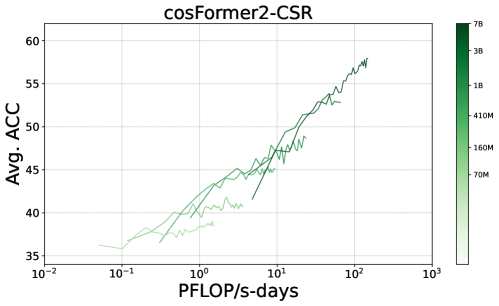 cosFormer2-CSR
60
55
50
45
40
35
Avg. ACC
10⁻² 10⁻¹ 10⁰ 10¹ 10² 10³
PFLOP/s-days
7B
3B
1B
410M
160M
70M